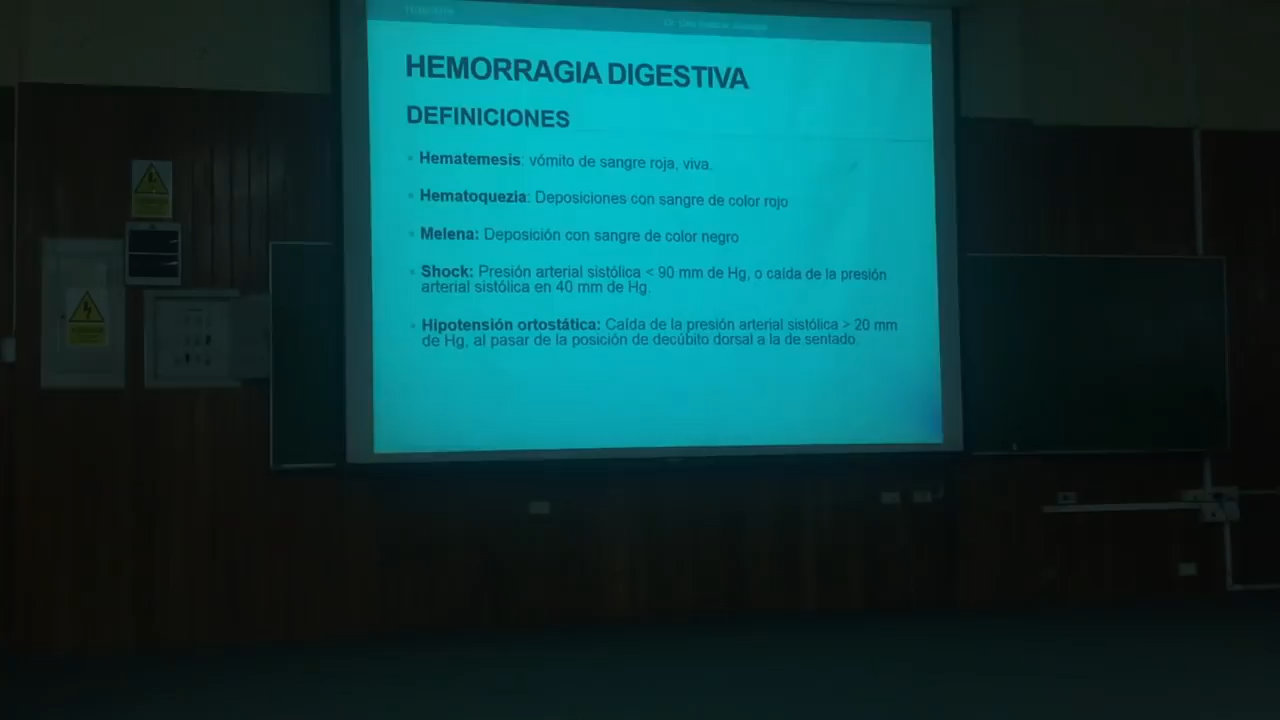 HEMORRAGIA DIGESTIVA
DEFINICIONES
Hematemesis: vómito de sangre roja, viva.
Hematoquezia: Deposiciones con sangre de color rojo
Melena: Deposición con sangre de color negro
Shock: Presión arterial sistólica < 90 mm de Hg, o caída de la presión
arterial sistólica en 40 mm de Hg.
Hipotensión ortostática: Caída de la presión arterial sistólica > 20 mm
de Hg, al pasar de la posición de decúbito dorsal a la de sentado.